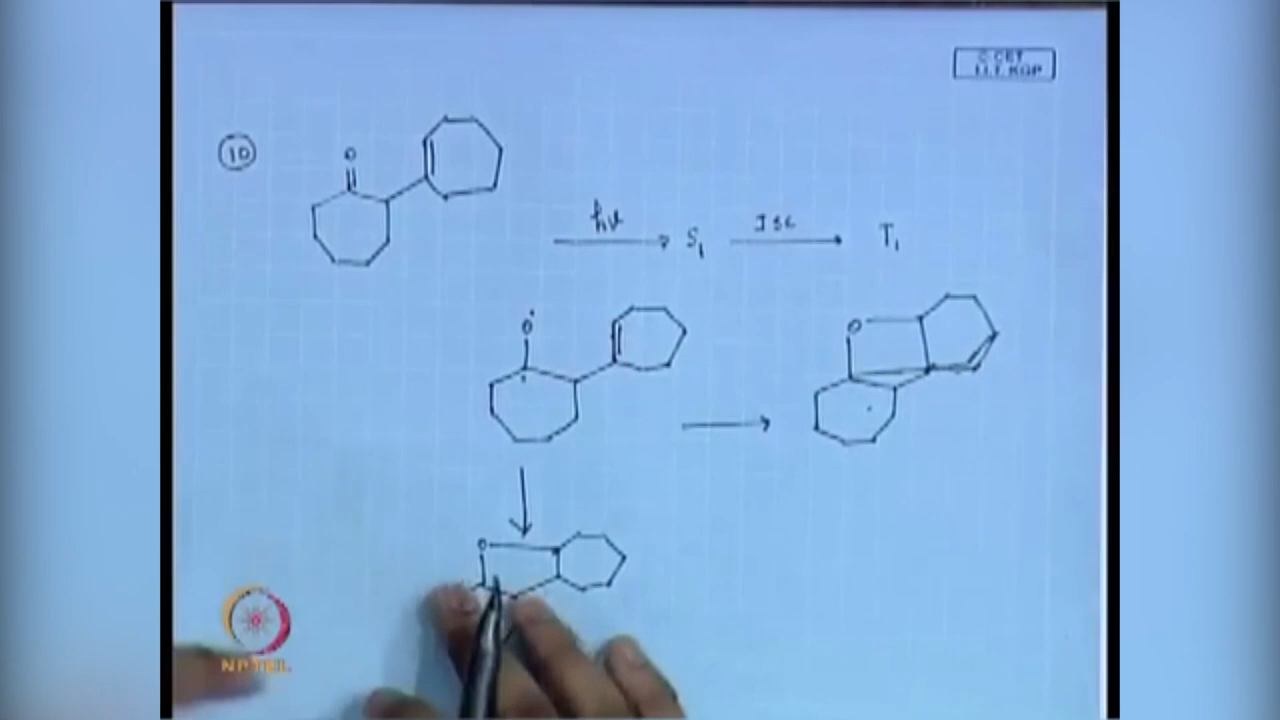 C CET
I.I.T. KGP
10
O
hν → S₁ ISC → T₁
O·
O
O
NPTEL